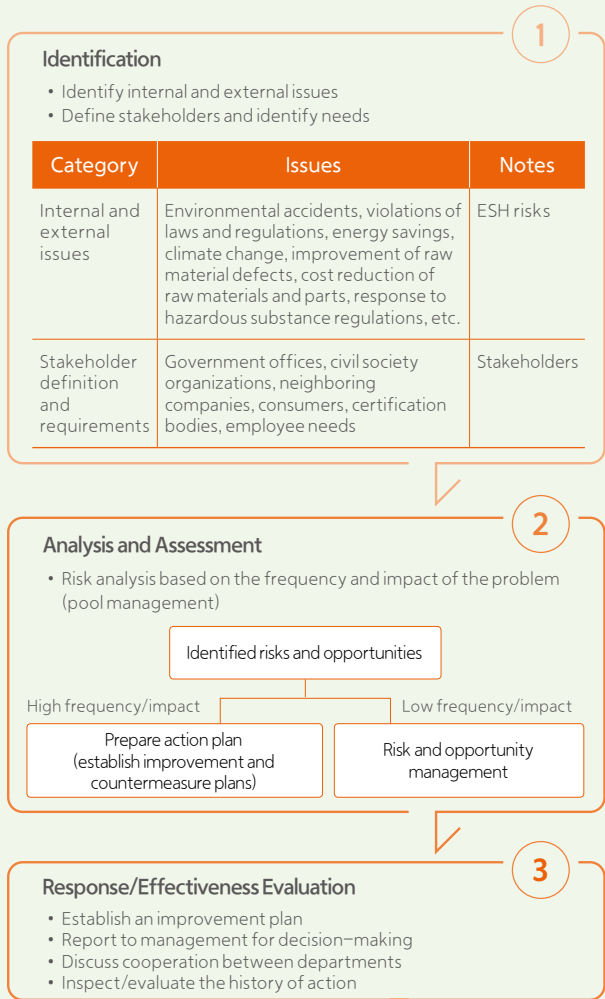 1
Identification
• Identify internal and external issues
• Define stakeholders and identify needs
Category Issues Notes
Internal and
external
issues
Environmental accidents, violations of
laws and regulations, energy savings,
climate change, improvement of raw
material defects, cost reduction of
raw materials and parts, response to
hazardous substance regulations, etc.
ESH risks
Stakeholder
definition
and
requirements
Government offices, civil society
organizations, neighboring
companies, consumers, certification
bodies, employee needs
Stakeholders
2
Analysis and Assessment
• Risk analysis based on the frequency and impact of the problem
(pool management)
Identified risks and opportunities
High frequency/impact
Low frequency/impact
Prepare action plan
(establish improvement and
countermeasure plans)
Risk and opportunity
management
3
Response/Effectiveness Evaluation
• Establish an improvement plan
• Report to management for decision-making
• Discuss cooperation between departments
• Inspect/evaluate the history of action